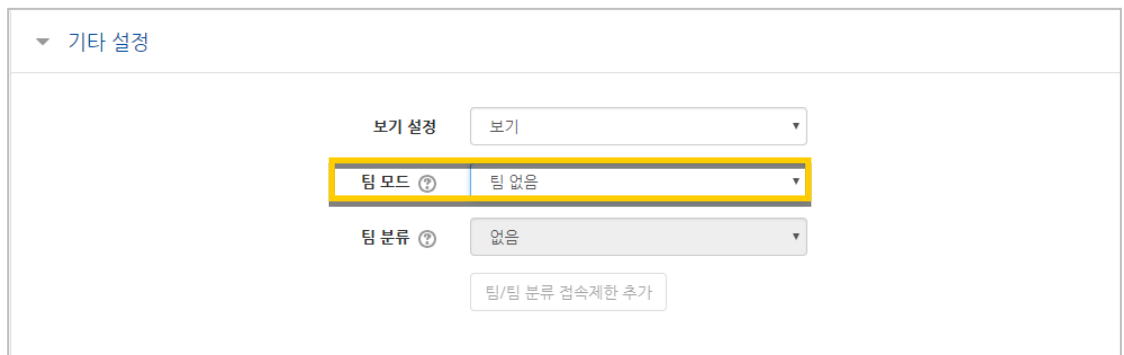 기타 설정
보기 설정 보기
팀 모드 ? 팀 없음
팀 분류 ? 없음
팀/팀 분류 접속제한 추가